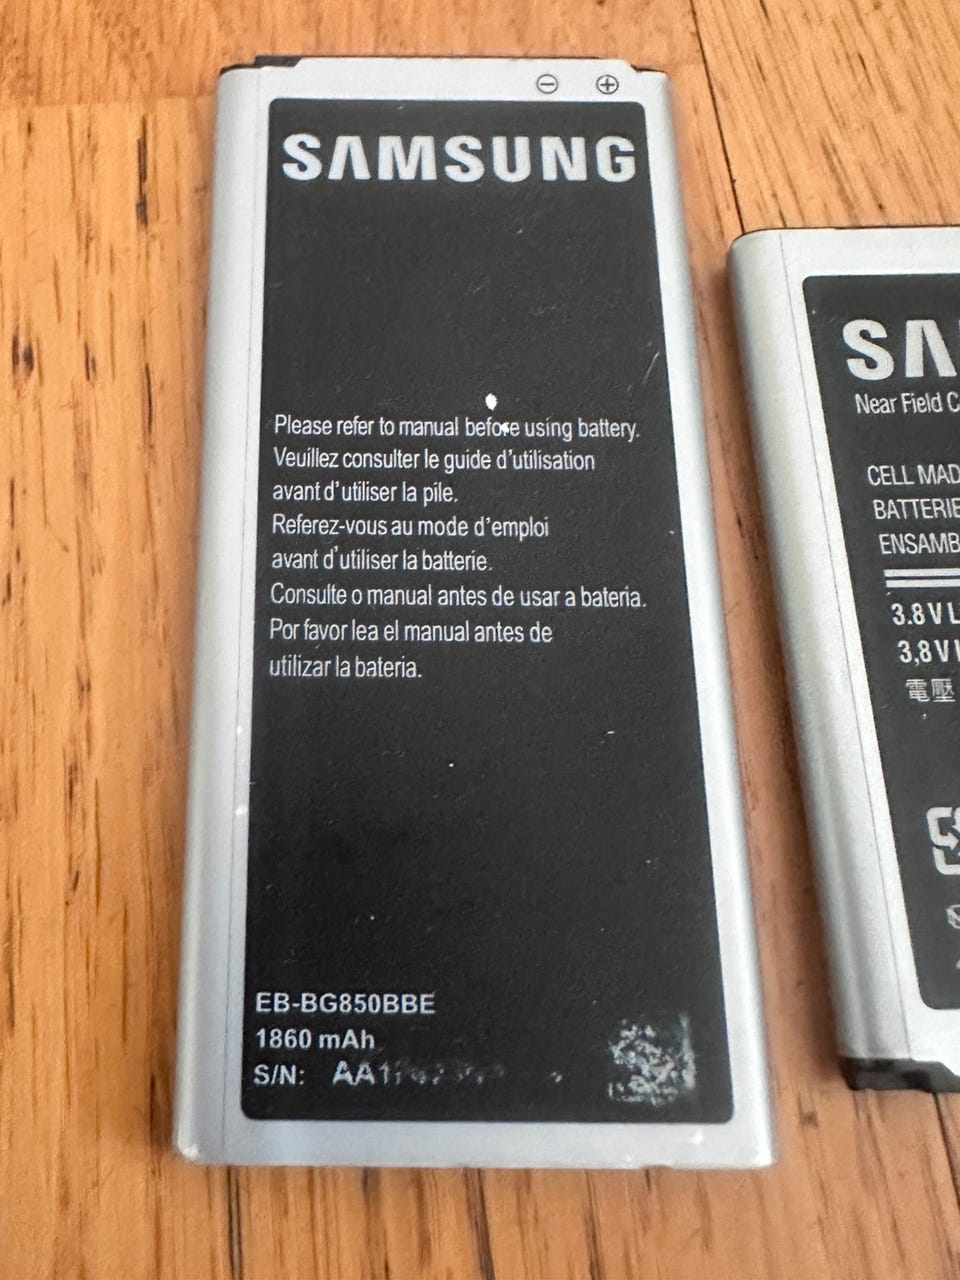 SAMSUNG
Please refer to manual before using battery.
Veuillez consulter le guide d'utilisation
avant d'utiliser la pile.
Referez-vous au mode d'emploi
avant d'utiliser la batterie.
Consulte o manual antes de usar a bateria.
Por favor lea el manual antes de
utilizar la bateria.
EB-BG850BBE
1860 mAh
S/N:
SA
Near Field
CELL MAD
BATTERIE
ENSAMB
3.8V
3,8V
電壓